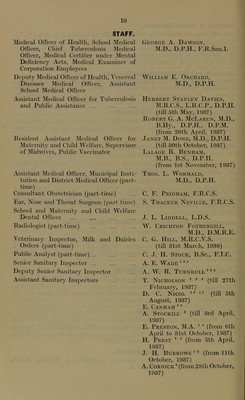 10
STAFF.
Medical Officer of Health, School Medical Officer, Chief Tuberculosis Medical Officer, Medical Certifier under Mental Deficiency Acts, Medical Examiner of Corporation Employees
George A. Dawson, M.D., D.P.H., F.R.San.I.
Deputy Medical Officer of Health, Venereal Diseases Medical Officer, Assistant School Medical Officer
William E. Orchard, M.D., D.P.H.
Assistant Medical Officer for Tuberculosis and Public Assistance
Herbert Stanley Davies, M.R.C.S., L.R.C.P., D.P.H. (till 5th May, 1937)
Robert G. A. McLaren, M.D., B.Hy., D.P.H., D.P.M. (from 26th April, 1937)
Resident Assistant Medical Officer for Maternity and Child Welfare, Supervisor of Midwives, Public Vaccinator
Janet M. Dodd, M.D., D.P.H. (till 30th October, 1937)
Lalage R. Benham, M.B., B.S., D.P.H. (from 1st November, 1937)
Assistant Medical Officer, Municipal Institution and District Medical Officer (part-time)
Thos. L. Wormald, M.D., D.P.H.
Consultant Obstetrician (part-time)
C. F. Pridham, F.R.C.S.
Ear, Nose and Throat Surgeon (part time)
S. Thacker Neville, F.R.C.S.
School and Maternity and Child Welfare Dental Officer
J. L. Liddell, L.D.S.
Radiologist (part-time)
W. Creichton Fothergill, M.D., D.M.R.E.
Veterinary Inspector, Milk and Dairies Orders (part-time)
C. G. Hill, M.R.C.V.S. (till 31st March, 1938)
Public Analyst (part-time)
C. J. H. Stock, B.Sc., F.I.C.
Senior Sanitary Inspector
A. E. Wade
Deputy Senior Sanitary Inspector
A. W. R. Turnbull
Assistant Sanitary Inspectors
T. Nicholson (till 27th February, 1937)
D. C. Nicol (till 5th August, 1937)
E. Canham
A. Stockill (till 3rd April, 1937)
E. Preston, M.A. (from 6th April to 31st October, 1937)
H. Prest (from 5th April, 1937)
J. H. Burrows (from 11th October, 1937)
A. Cornick (from 28th October, 1937)